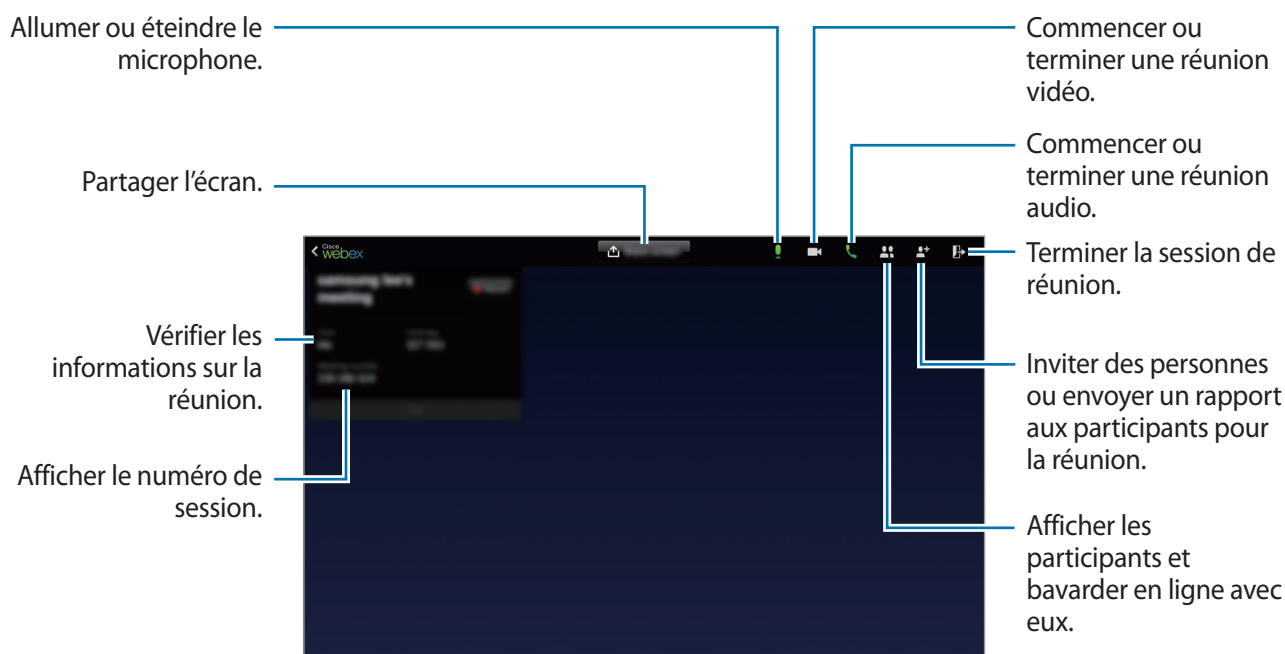 Allumer ou éteindre le
microphone.
Partager l’écran.
Vérifier les
informations sur la
réunion.
Afficher le numéro de
session.
Cisco
webex
samsung lee's
meeting
Commencer ou
terminer une réunion
vidéo.
Commencer ou
terminer une réunion
audio.
Terminer la session de
réunion.
Inviter des personnes
ou envoyer un rapport
aux participants pour
la réunion.
Afficher les
participants et
bavarder en ligne avec
eux.